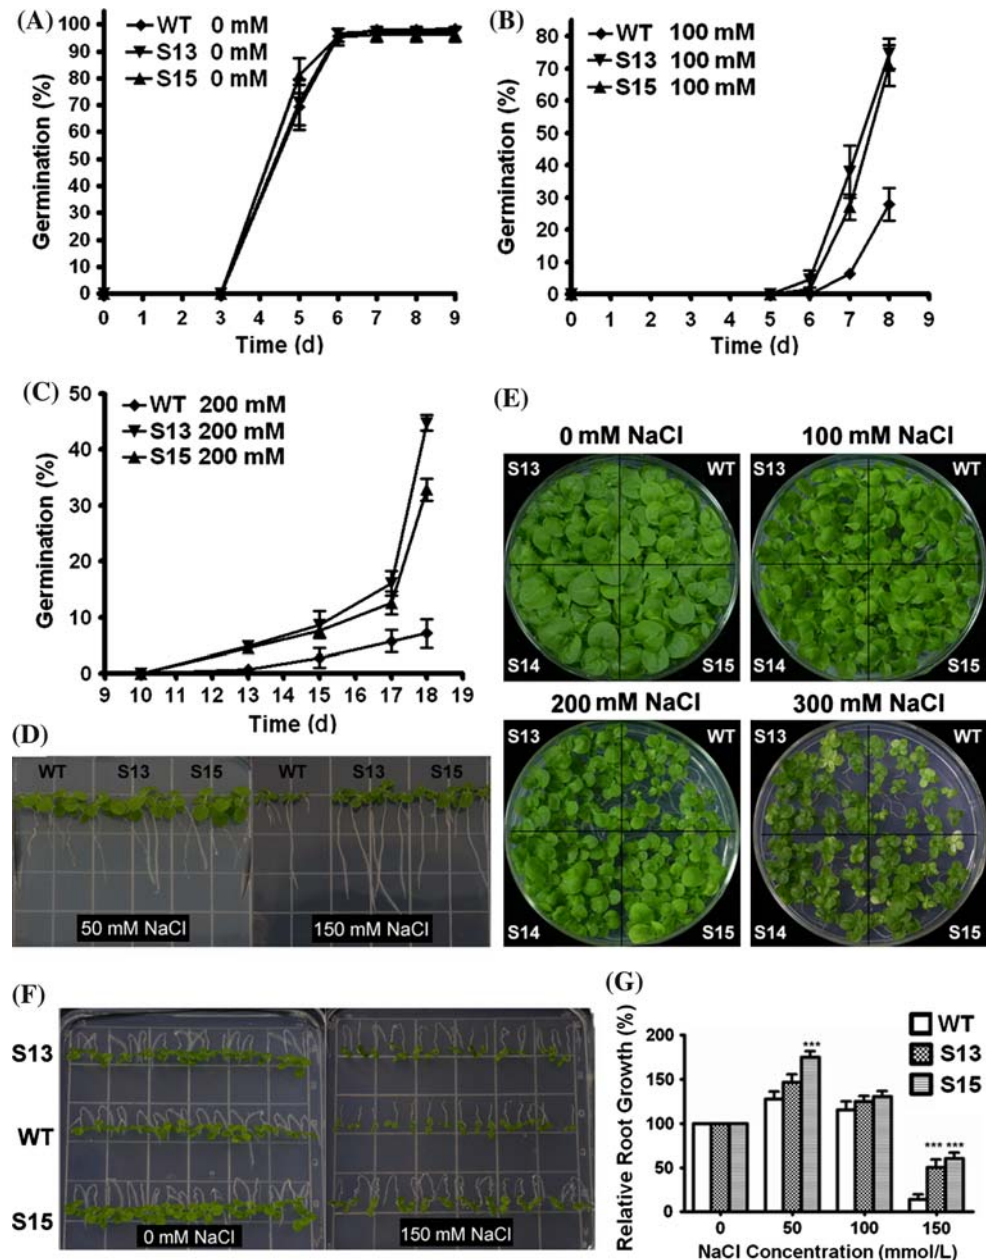 (A)
100
90
80
70
60
50
40
30
20
10
0
Germination (%)
WT 0 mM
S13 0 mM
S15 0 mM
0 1 2 3 4 5 6 7 8 9
Time (d)
(B)
80
70
60
50
40
30
20
10
0
Germination (%)
WT 100 mM
S13 100 mM
S15 100 mM
0 1 2 3 4 5 6 7 8 9
Time (d)
(C)
50
40
30
20
10
0
Germination (%)
WT 200 mM
S13 200 mM
S15 200 mM
9 10 11 12 13 14 15 16 17 18 19
Time (d)
(D)
WT S13 S15 WT S13 S15
50 mM NaCl 150 mM NaCl
(E)
0 mM NaCl 100 mM NaCl
S13 WT S13 WT
S14 S15 S14 S15
200 mM NaCl 300 mM NaCl
S13 WT S13 WT
S14 S15 S14 S15
(F)
S13
WT
S15
0 mM NaCl 150 mM NaCl
(G)
Relative Root Growth (%)
200
150
100
50
0
WT
S13
S15
***
*** ***
0 50 100 150
NaCl Concentration (mmol/L)